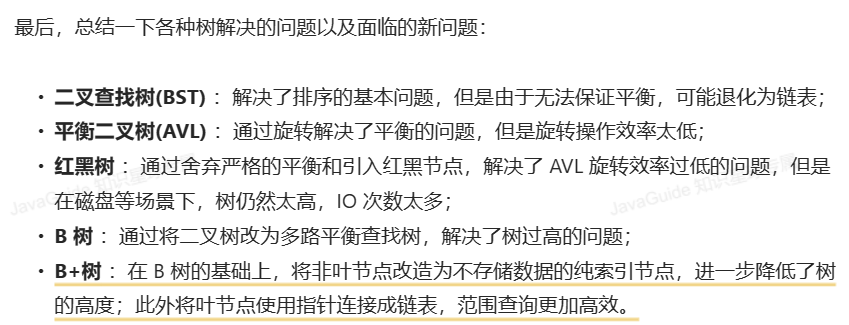 最后，总结一下各种树解决的问题以及面临的新问题：
• 二叉查找树(BST) ：解决了排序的基本问题，但是由于无法保证平衡，可能退化为链表；
• 平衡二叉树(AVL) ：通过旋转解决了平衡的问题，但是旋转操作效率太低；
• 红黑树 ：通过舍弃严格的平衡和引入红黑节点，解决了 AVL 旋转效率过低的问题，但是
在磁盘等场景下，树仍然太高，IO 次数太多；
• B 树 ：通过将二叉树改为多路平衡查找树，解决了树过高的问题；
• B+树 ：在 B 树的基础上，将非叶节点改造为不存储数据的纯索引节点，进一步降低了树
的高度；此外将叶节点使用指针连接成链表，范围查询更加高效。
JavaGuide 知识星
JavaGuide 知识星